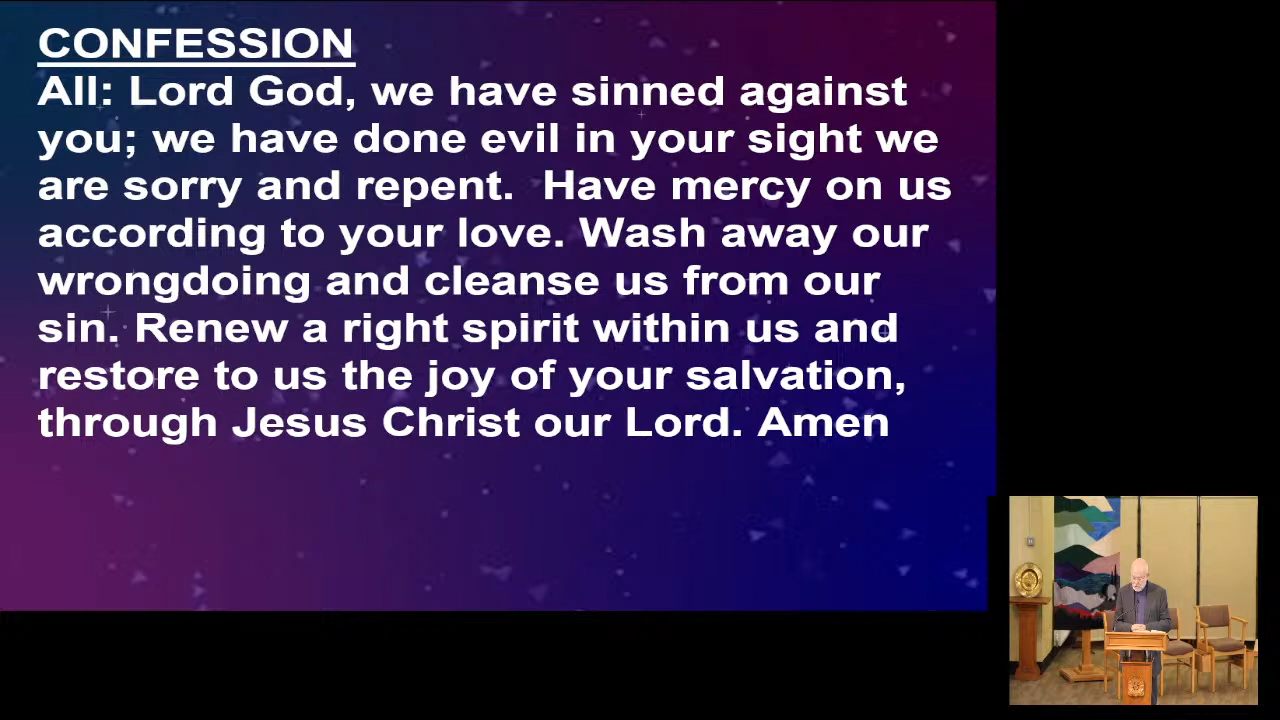 CONFESSION
All: Lord God, we have sinned against
you; we have done evil in your sight we
are sorry and repent.  Have mercy on us
according to your love. Wash away our
wrongdoing and cleanse us from our
sin. Renew a right spirit within us and
restore to us the joy of your salvation,
through Jesus Christ our Lord. Amen